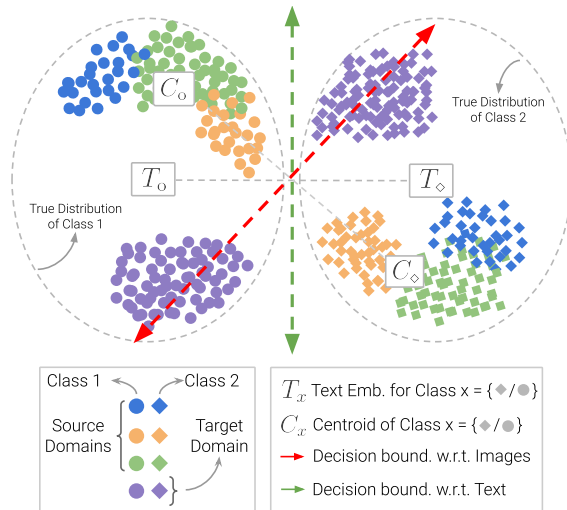 C○
True Distribution
of Class 2
T○
T◇
True Distribution
of Class 1
C◇
Class 1
Class 2
Source
Domains
Target
Domain
Tx Text Emb. for Class x = {◆/●}
Cx Centroid of Class x = {◆/●}
Decision bound. w.r.t. Images
Decision bound. w.r.t. Text